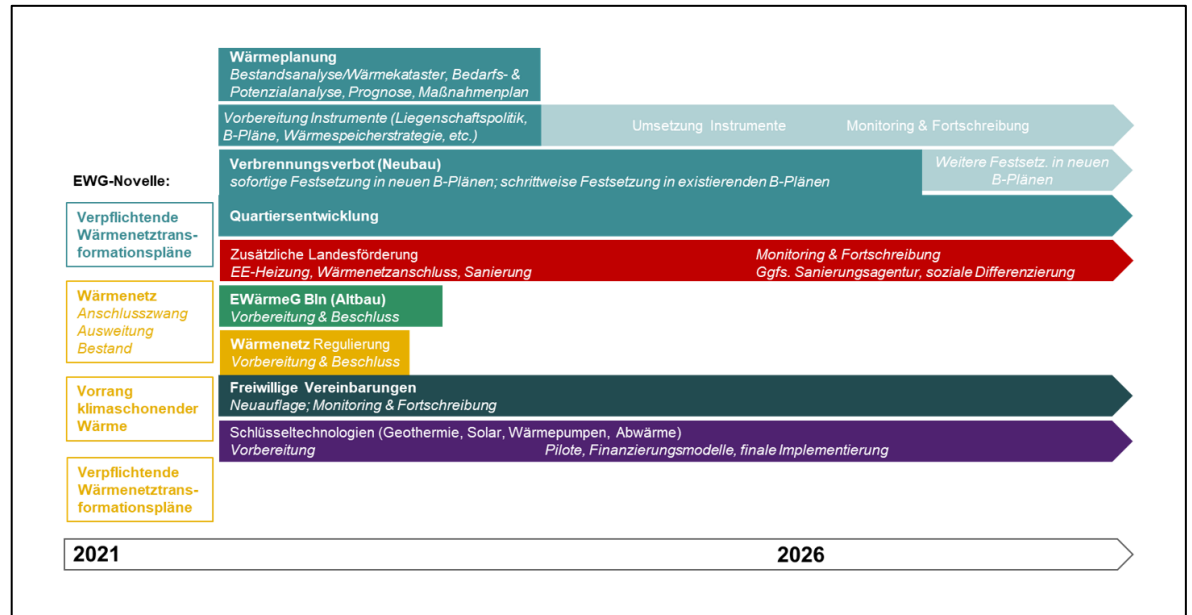 Wärmeplanung
Bestandsanalyse/Wärmekataster, Bedarfs- &
Potenzialanalyse, Prognose, Maßnahmenplan
Vorbereitung Instrumente (Liegenschaftspolitik,
B-Pläne, Wärmespeicherstrategie, etc.)
Umsetzung Instrumente
Monitoring & Fortschreibung
Verbrennungsverbot (Neubau)
sofortige Festsetzung in neuen B-Plänen; schrittweise Festsetzung in existierenden B-Plänen
Weitere Festsetz. in neuen
B-Plänen
EWG-Novelle:
Verpflichtende
Wärmenetztrans-
formationspläne
Quartiersentwicklung
Zusätzliche Landesförderung
EE-Heizung, Wärmenetzanschluss, Sanierung
Monitoring & Fortschreibung
Ggfs. Sanierungsagentur, soziale Differenzierung
Wärmenetz
Anschlusszwang
Ausweitung
Bestand
EWärmeG Bln (Altbau)
Vorbereitung & Beschluss
Wärmenetz Regulierung
Vorbereitung & Beschluss
Vorrang
klimaschonender
Wärme
Freiwillige Vereinbarungen
Neuauflage; Monitoring & Fortschreibung
Schlüsseltechnologien (Geothermie, Solar, Wärmepumpen, Abwärme)
Vorbereitung
Pilote, Finanzierungsmodelle, finale Implementierung
Verpflichtende
Wärmenetztrans-
formationspläne
2021
2026